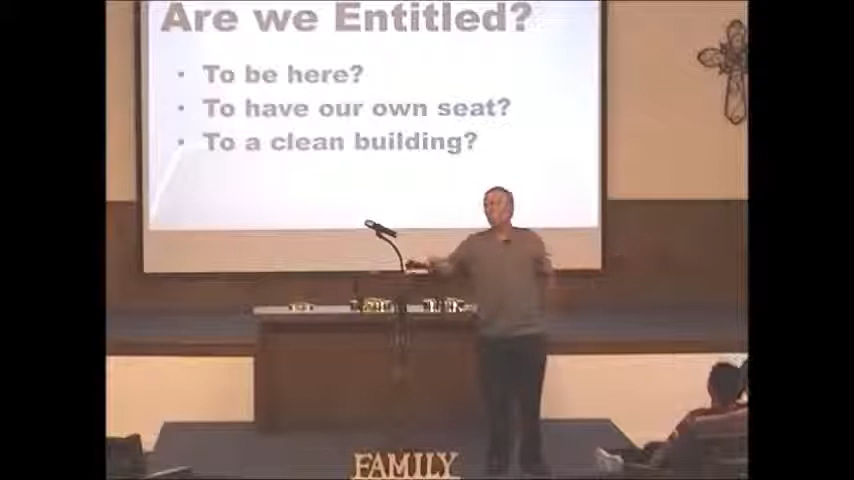 Are we Entitled?
• To be here?
• To have our own seat?
• To a clean building?
FAMILY